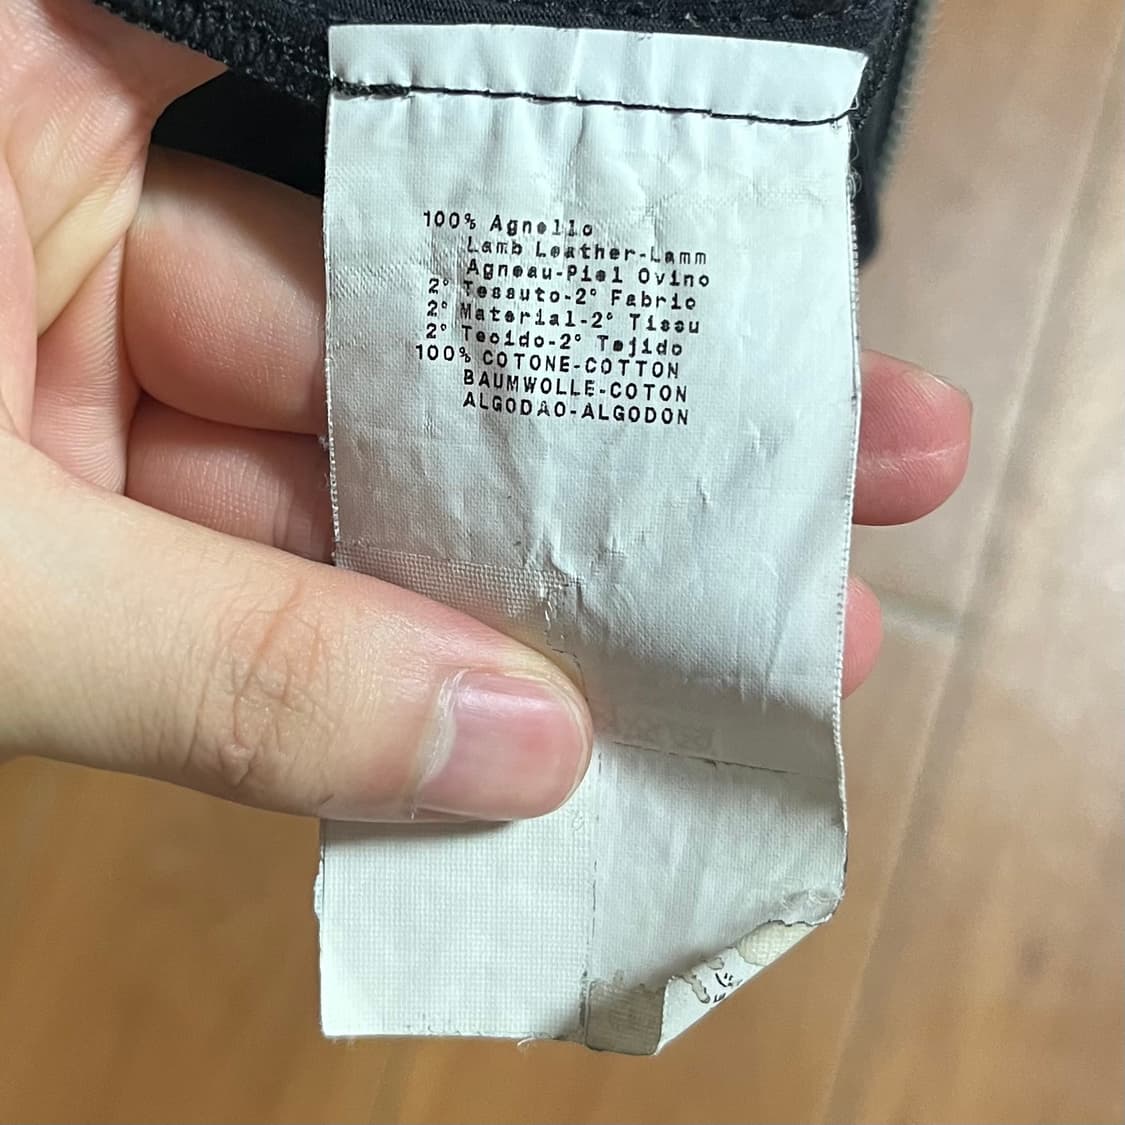 100% Agnello
Lamb Leather-Lamm
Agneau-Piel Ovino
2° Tessuto-2° Fabric
2° Material-2° Tissu
2° Tecido-2° Tejido
100% COTONE-COTTON
BAUMWOLLE-COTON
ALGODAO-ALGODON